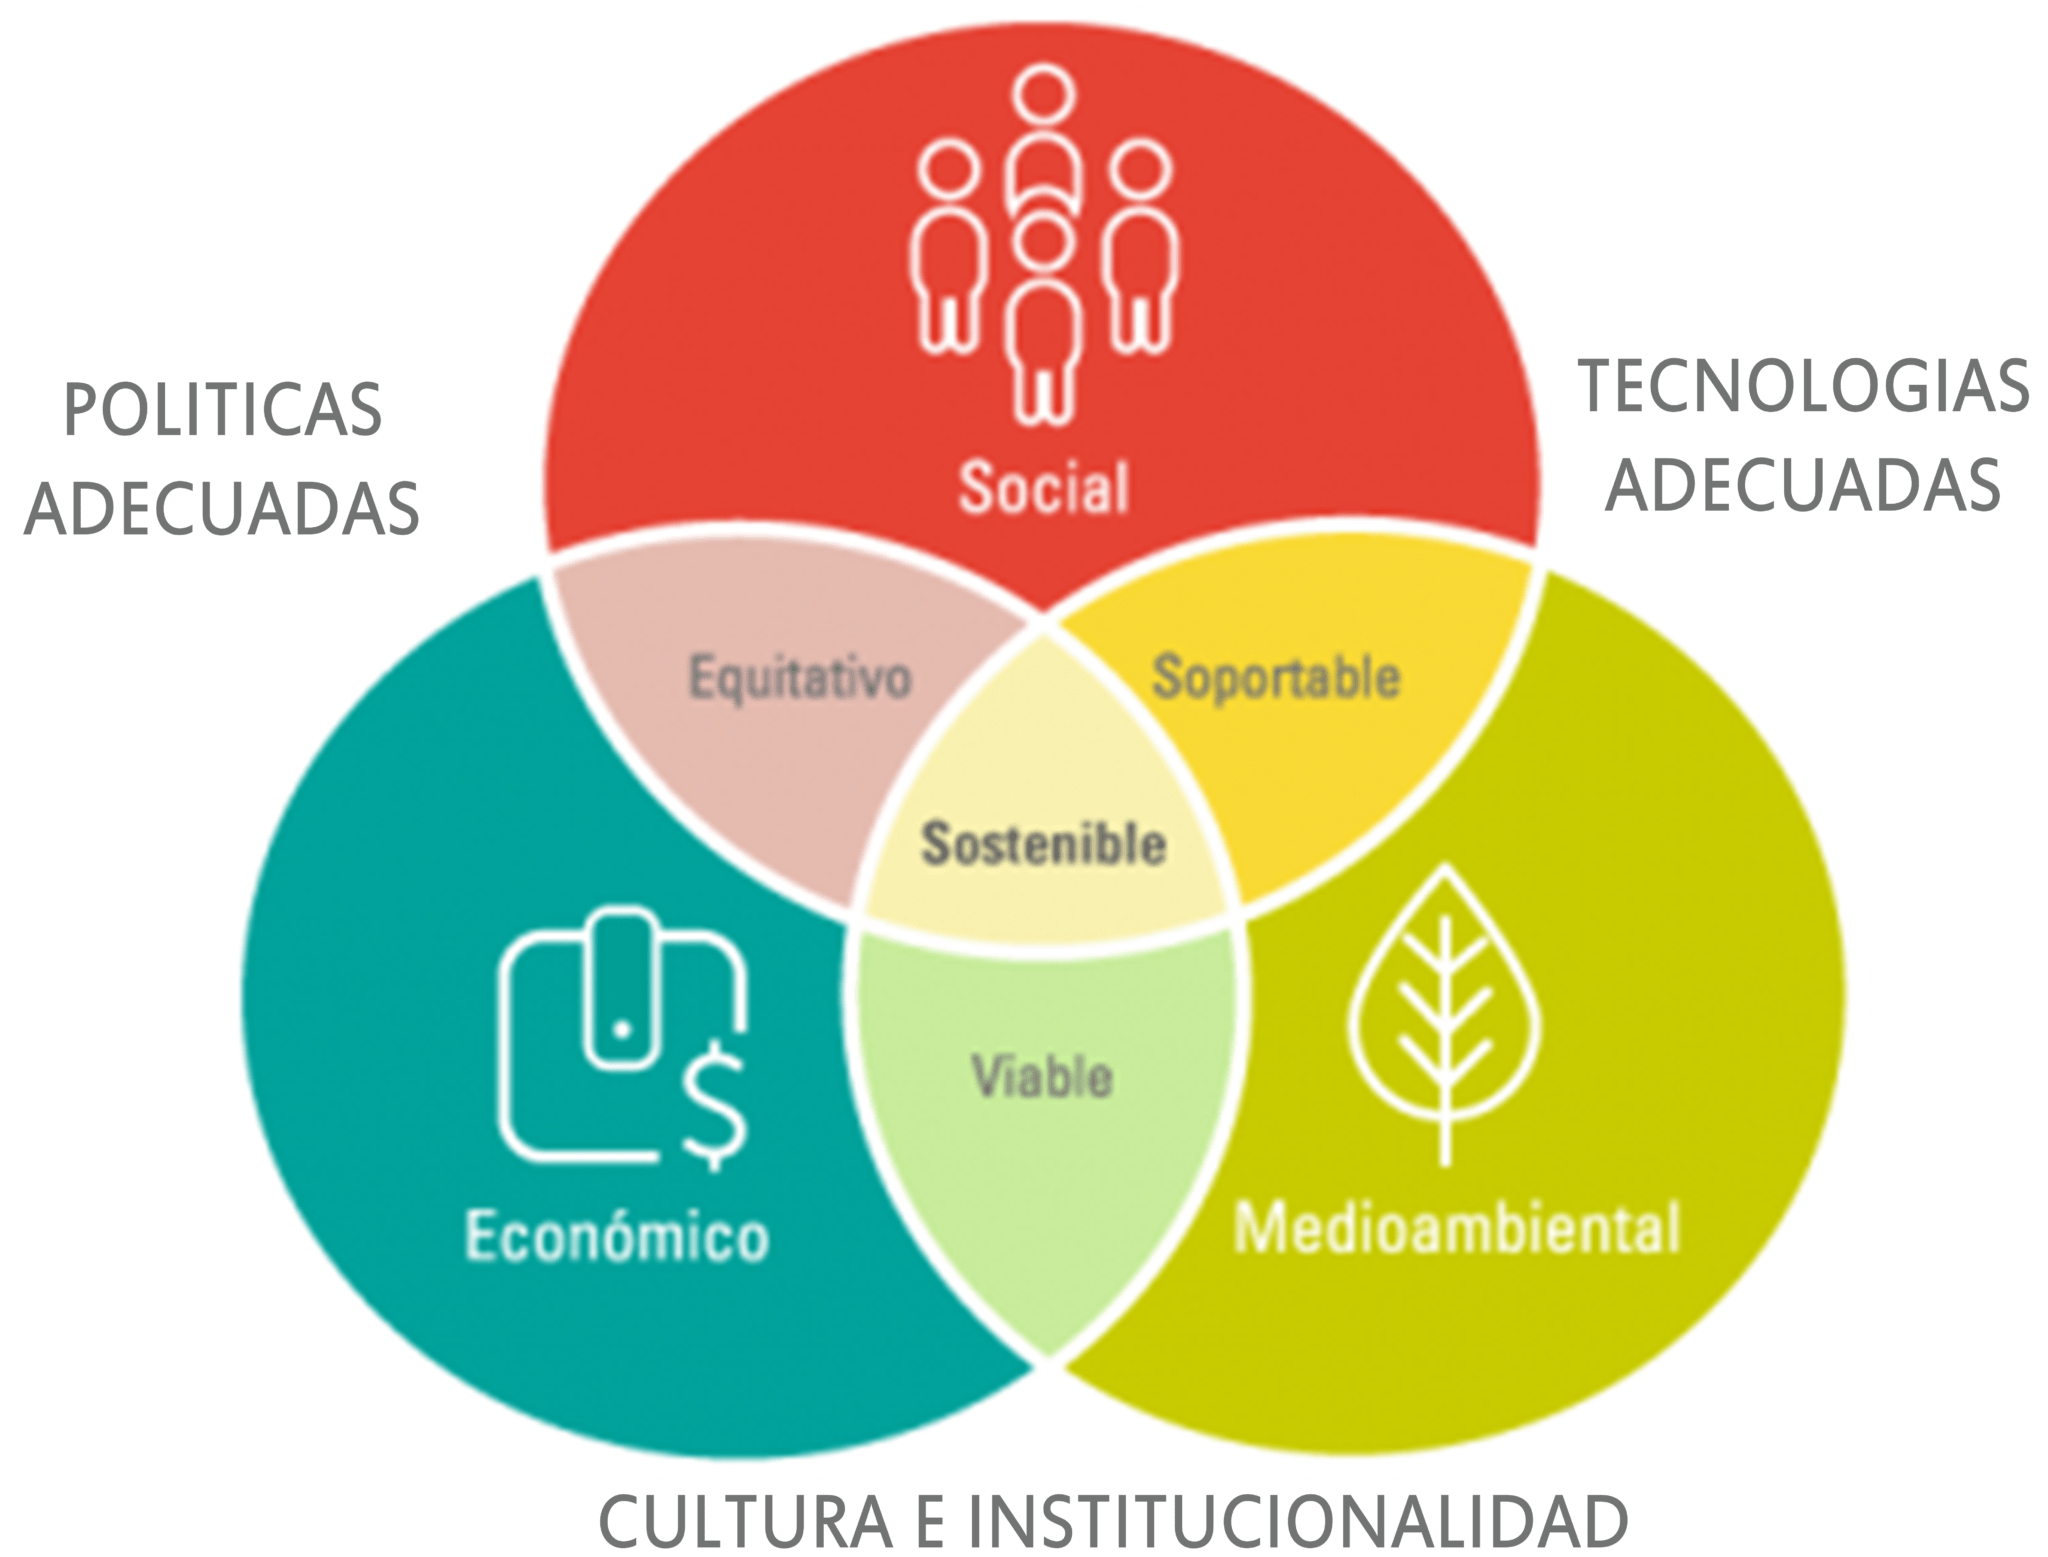 Social
POLITICAS
ADECUADAS
TECNOLOGIAS
ADECUADAS
Equitativo
Soportable
Sostenible
Viable
Económico
Medioambiental
CULTURA E INSTITUCIONALIDAD